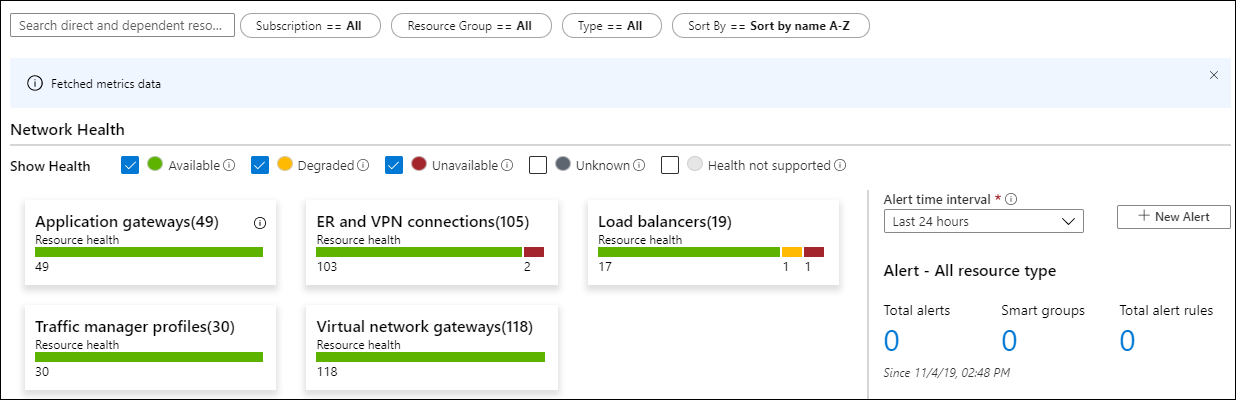 Search direct and dependent reso...
Subscription == All
Resource Group == All
Type == All
Sort By == Sort by name A-Z
Fetched metrics data
Network Health
Show Health
Available
Degraded
Unavailable
Unknown
Health not supported
Application gateways(49)
Resource health
49
ER and VPN connections(105)
Resource health
103 2
Load balancers(19)
Resource health
17 1 1
Traffic manager profiles(30)
Resource health
30
Virtual network gateways(118)
Resource health
118
Alert time interval *
Last 24 hours
+ New Alert
Alert - All resource type
Total alerts
0
Smart groups
0
Total alert rules
0
Since 11/4/19, 02:48 PM